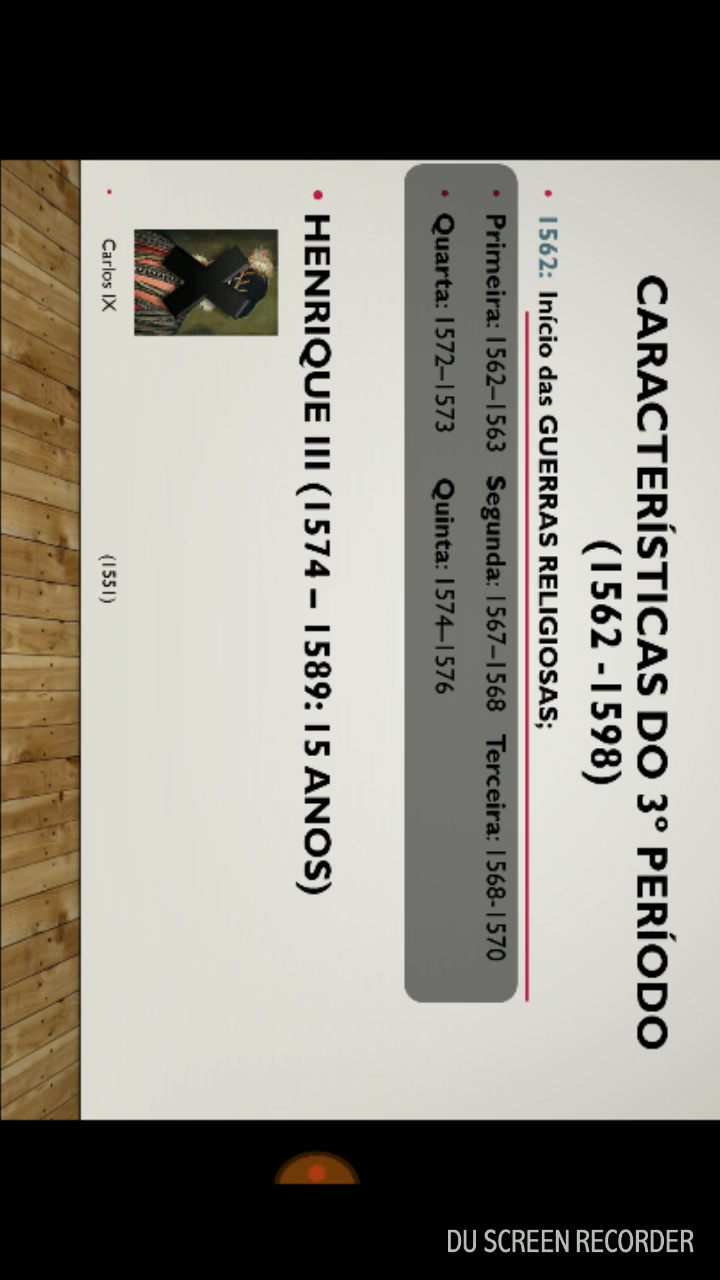 CARACTERÍSTICAS DO 3° PERÍODO
(1562 -1598)
• 1562: Início das GUERRAS RELIGIOSAS;
• Primeira: 1562–1563 Segunda: 1567–1568 Terceira: 1568-1570
• Quarta: 1572–1573 Quinta: 1574–1576
• HENRIQUE III (1574 – 1589: 15 ANOS)
• Carlos IX (1551)
DU SCREEN RECORDER